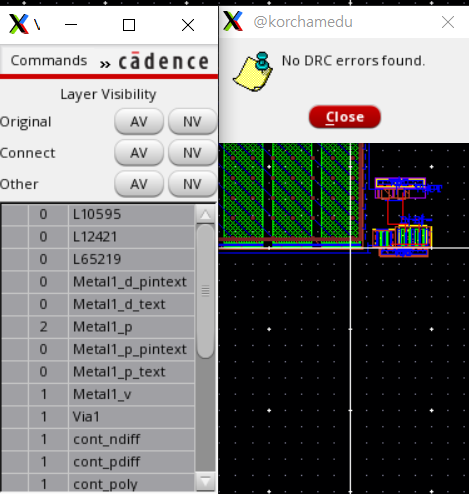 V
@korchamedu
Commands » cādence
No DRC errors found.
Close
Layer Visibility
Original AV NV
Connect AV NV
Other AV NV
0 L10595
0 L12421
0 L65219
0 Metal1_d_pintext
0 Metal1_d_text
2 Metal1_p
0 Metal1_p_pintext
0 Metal1_p_text
1 Metal1_v
1 Via1
1 cont_ndiff
1 cont_pdiff
1 cont_poly